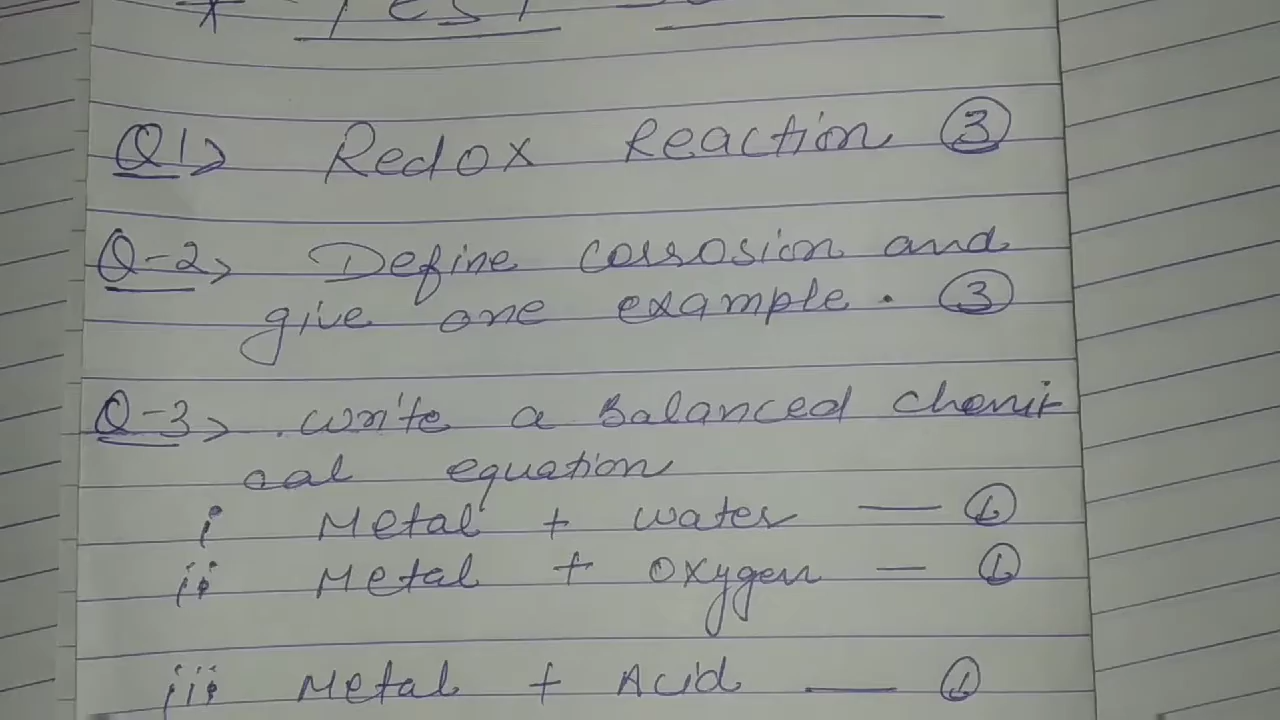 * TEST
Q1> Redox Reaction ③
Q-2> Define corrosion and
give one example. ③
Q-3> .write a Balanced chemi
cal equation
i Metal + water — ①
ii Metal + oxygen — ①
iii Metal + Acid — ①